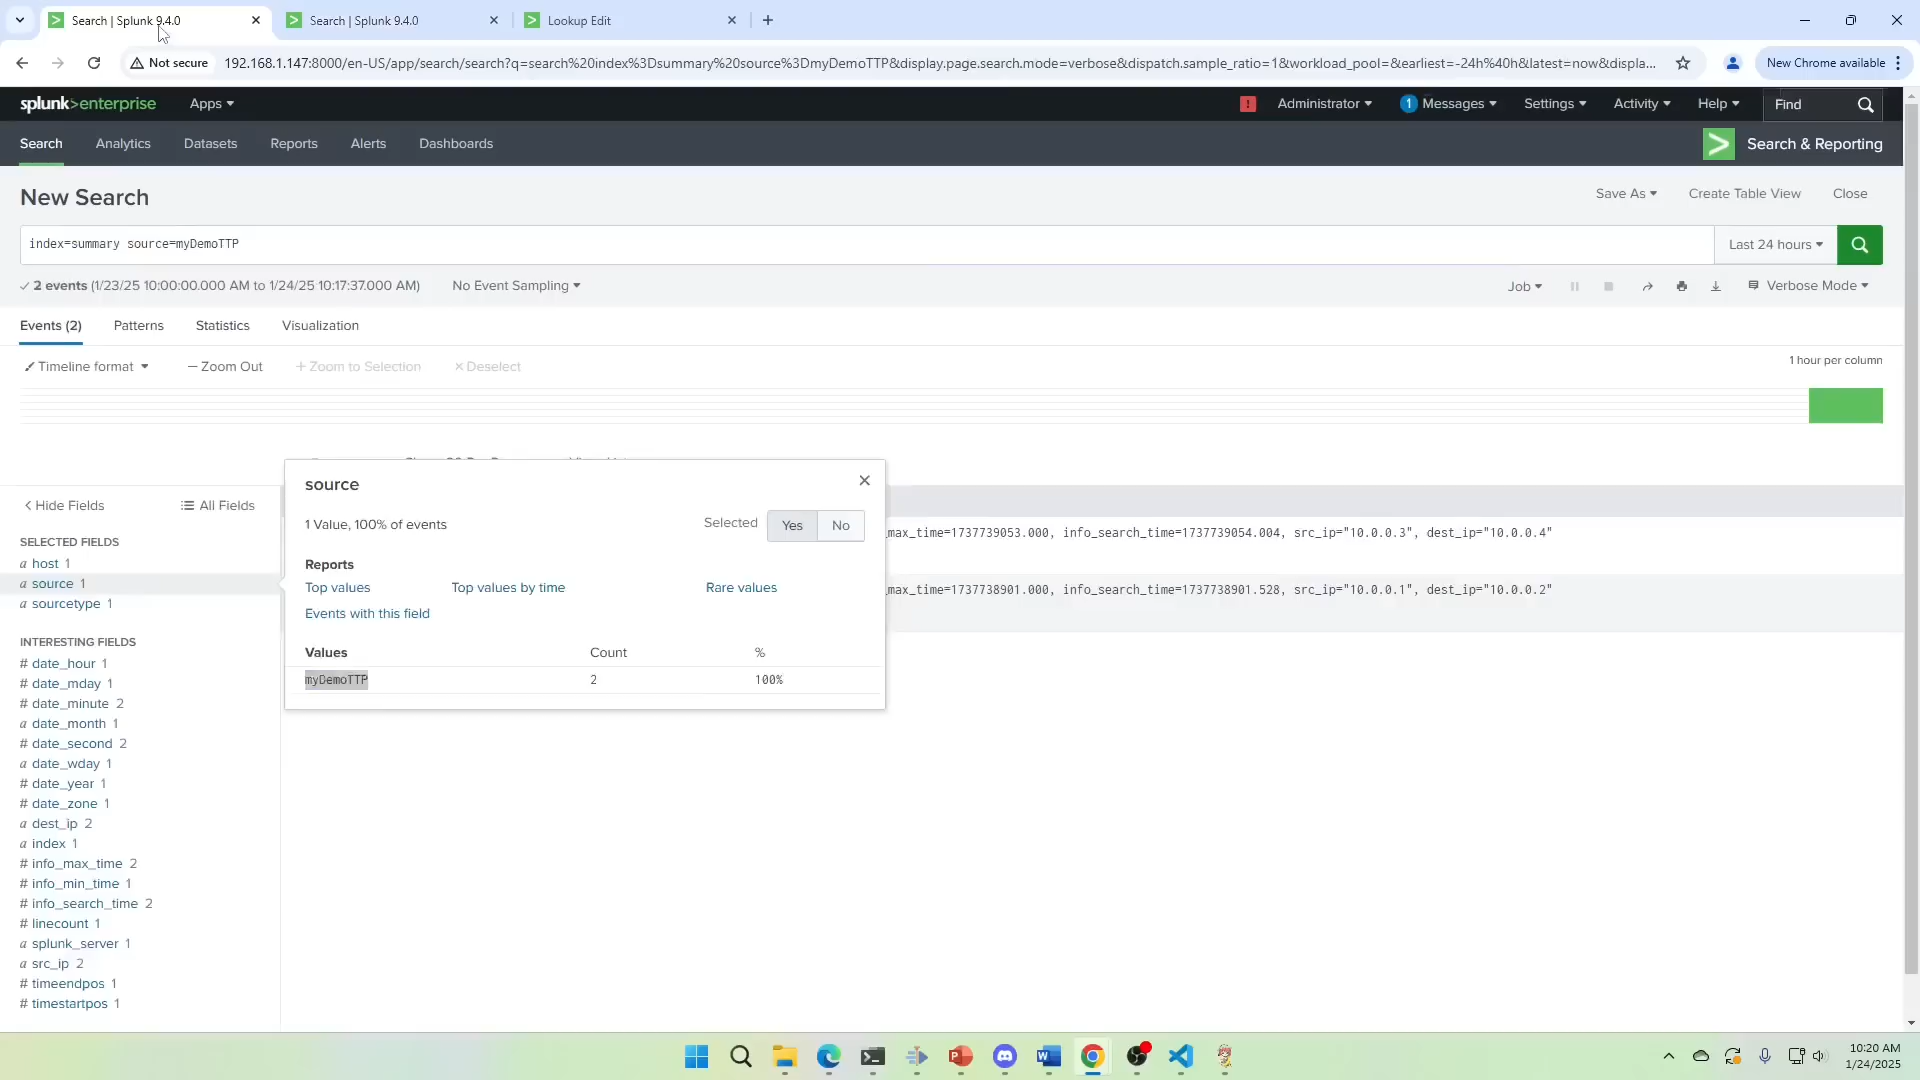 Search | Splunk 9.4.0
Search | Splunk 9.4.0
Lookup Edit
Not secure
192.168.1.147:8000/en-US/app/search/search?q=search%20index%3Dsummary%20source%3DmyDemoTTP&display.page.search.mode=verbose&dispatch.sample_ratio=1&workload_pool=&earliest=-24h%40h&latest=now&displa...
New Chrome available
splunk>enterprise
Apps
Administrator
1 Messages
Settings
Activity
Help
Find
Search
Analytics
Datasets
Reports
Alerts
Dashboards
Search & Reporting
New Search
Save As
Create Table View
Close
index=summary source=myDemoTTP
Last 24 hours
2 events (1/23/25 10:00:00.000 AM to 1/24/25 10:17:37.000 AM)
No Event Sampling
Job
Verbose Mode
Events (2)
Patterns
Statistics
Visualization
Timeline format
Zoom Out
+ Zoom to Selection
Deselect
1 hour per column
source
1 Value, 100% of events
Selected
Yes
No
Reports
Top values
Top values by time
Rare values
Events with this field
Values
Count
%
myDemoTTP
2
100%
_max_time=1737739053.000, info_search_time=1737739054.004, src_ip="10.0.0.3", dest_ip="10.0.0.4"
_max_time=1737738901.000, info_search_time=1737738901.528, src_ip="10.0.0.1", dest_ip="10.0.0.2"
< Hide Fields
All Fields
SELECTED FIELDS
a host 1
a source 1
a sourcetype 1
INTERESTING FIELDS
# date_hour 1
# date_mday 1
# date_minute 2
a date_month 1
# date_second 2
a date_wday 1
# date_year 1
# date_zone 1
a dest_ip 2
a index 1
# info_max_time 2
# info_min_time 1
# info_search_time 2
# linecount 1
a splunk_server 1
a src_ip 2
# timeendpos 1
# timestartpos 1
10:20 AM
1/24/2025